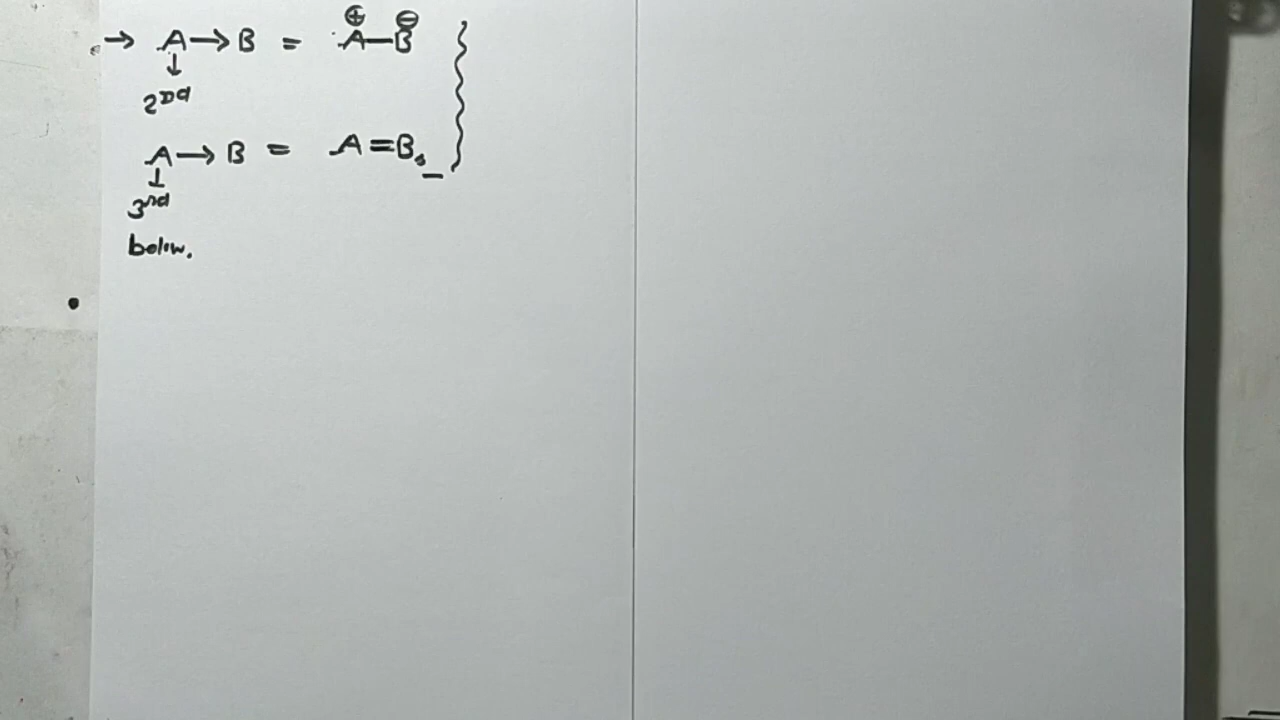 → A → B = A⊕—B⊖
↓
2nd
A → B = A=B.
↓
3rd
below.